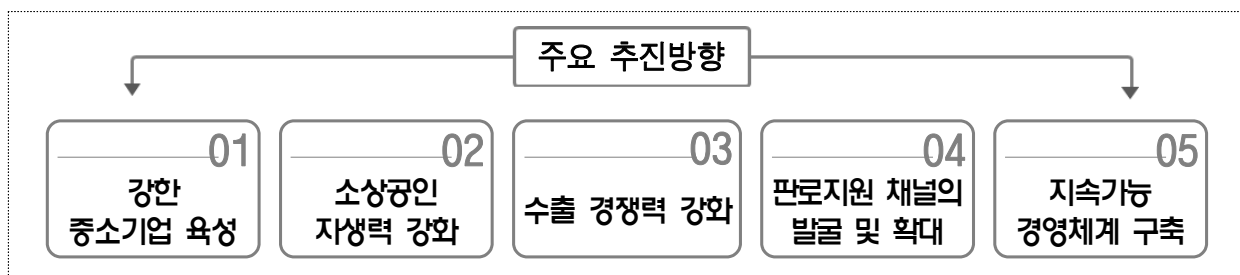 주요 추진방향
01
강한
중소기업 육성
02
소상공인
자생력 강화
03
수출 경쟁력 강화
04
판로지원 채널의
발굴 및 확대
05
지속가능
경영체계 구축